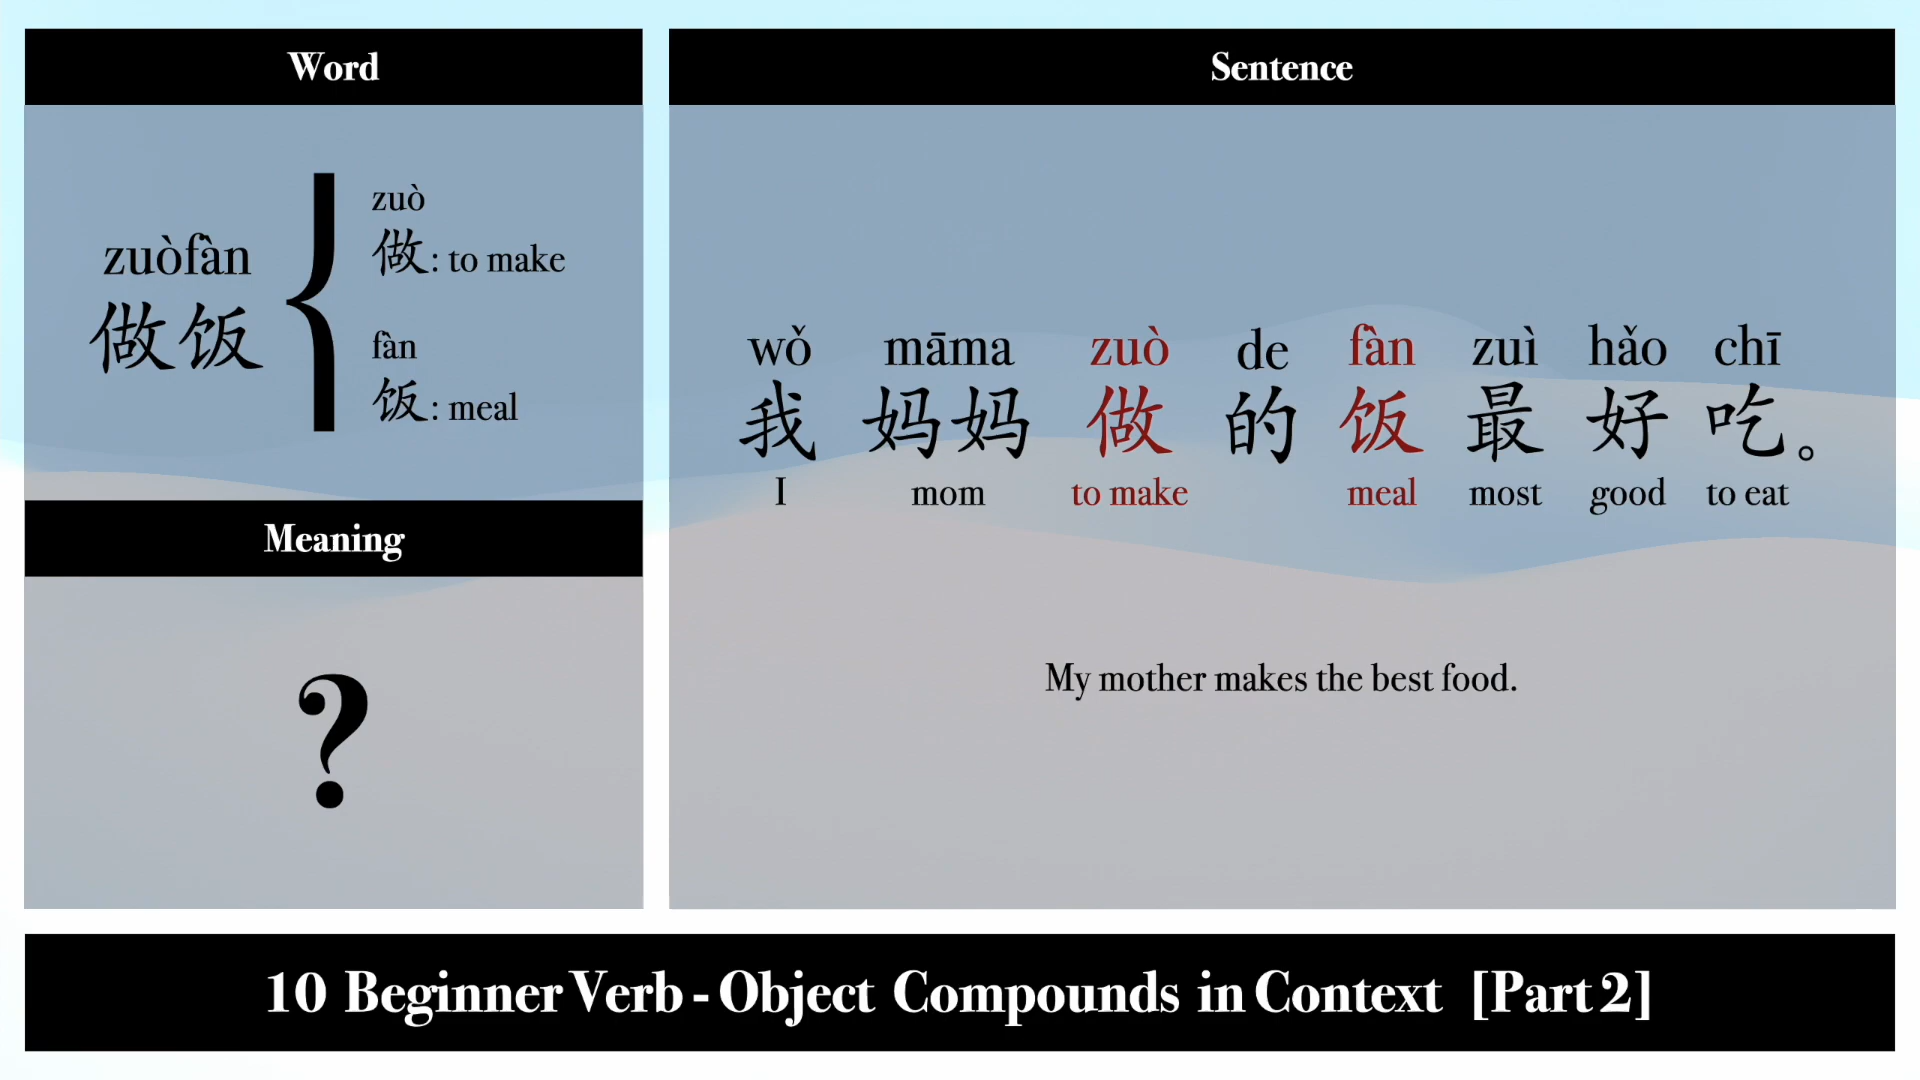 Word
zuòfàn
做饭
zuò
做: to make
fàn
饭: meal
Meaning
?
Sentence
wǒ māma zuò de fàn zuì hǎo chī
我 妈妈 做 的 饭 最 好 吃。
I mom to make meal most good to eat
My mother makes the best food.
10 Beginner Verb - Object Compounds in Context [Part 2]